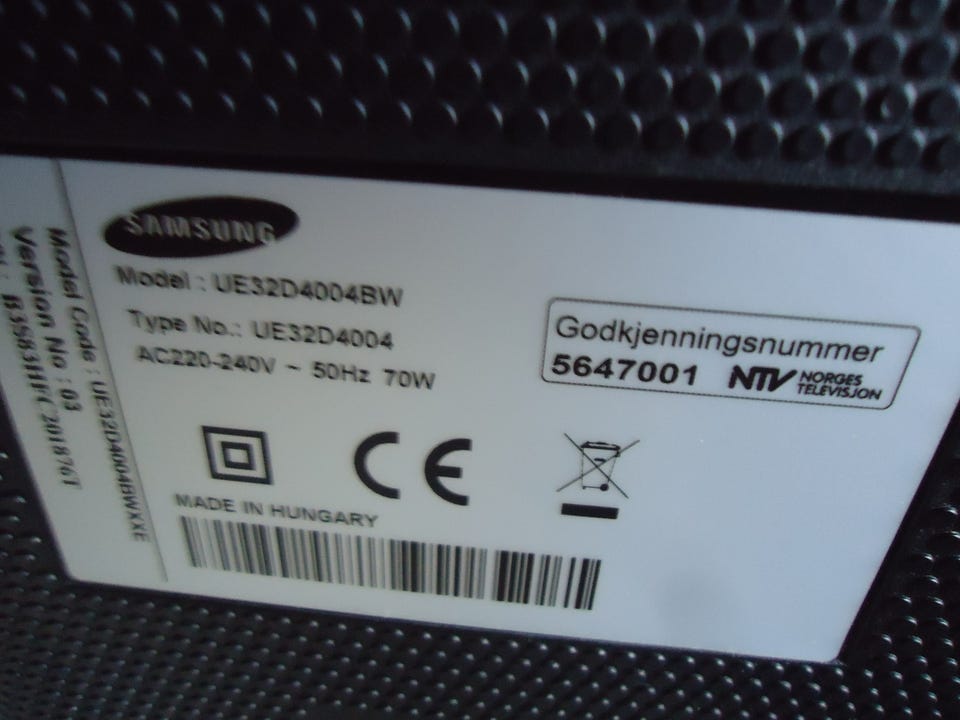 SAMSUNG
Model : UE32D4004BW
Type No.: UE32D4004
AC220-240V ~ 50Hz 70W
Godkjenningsnummer
5647001 NTV NORGES
TELEVISJON
CE
MADE IN HUNGARY
Model Code : UE32D4004BWXXE
Version No : 03